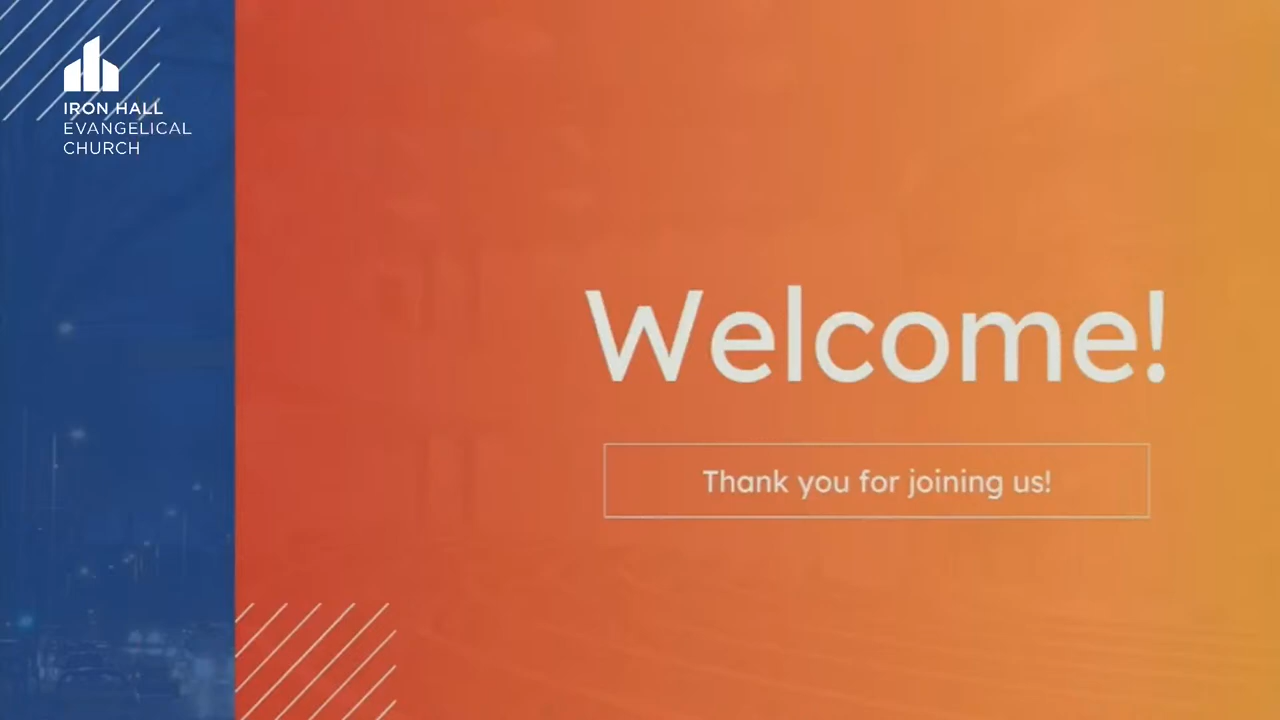 IRON HALL
EVANGELICAL
CHURCH
Welcome!
Thank you for joining us!